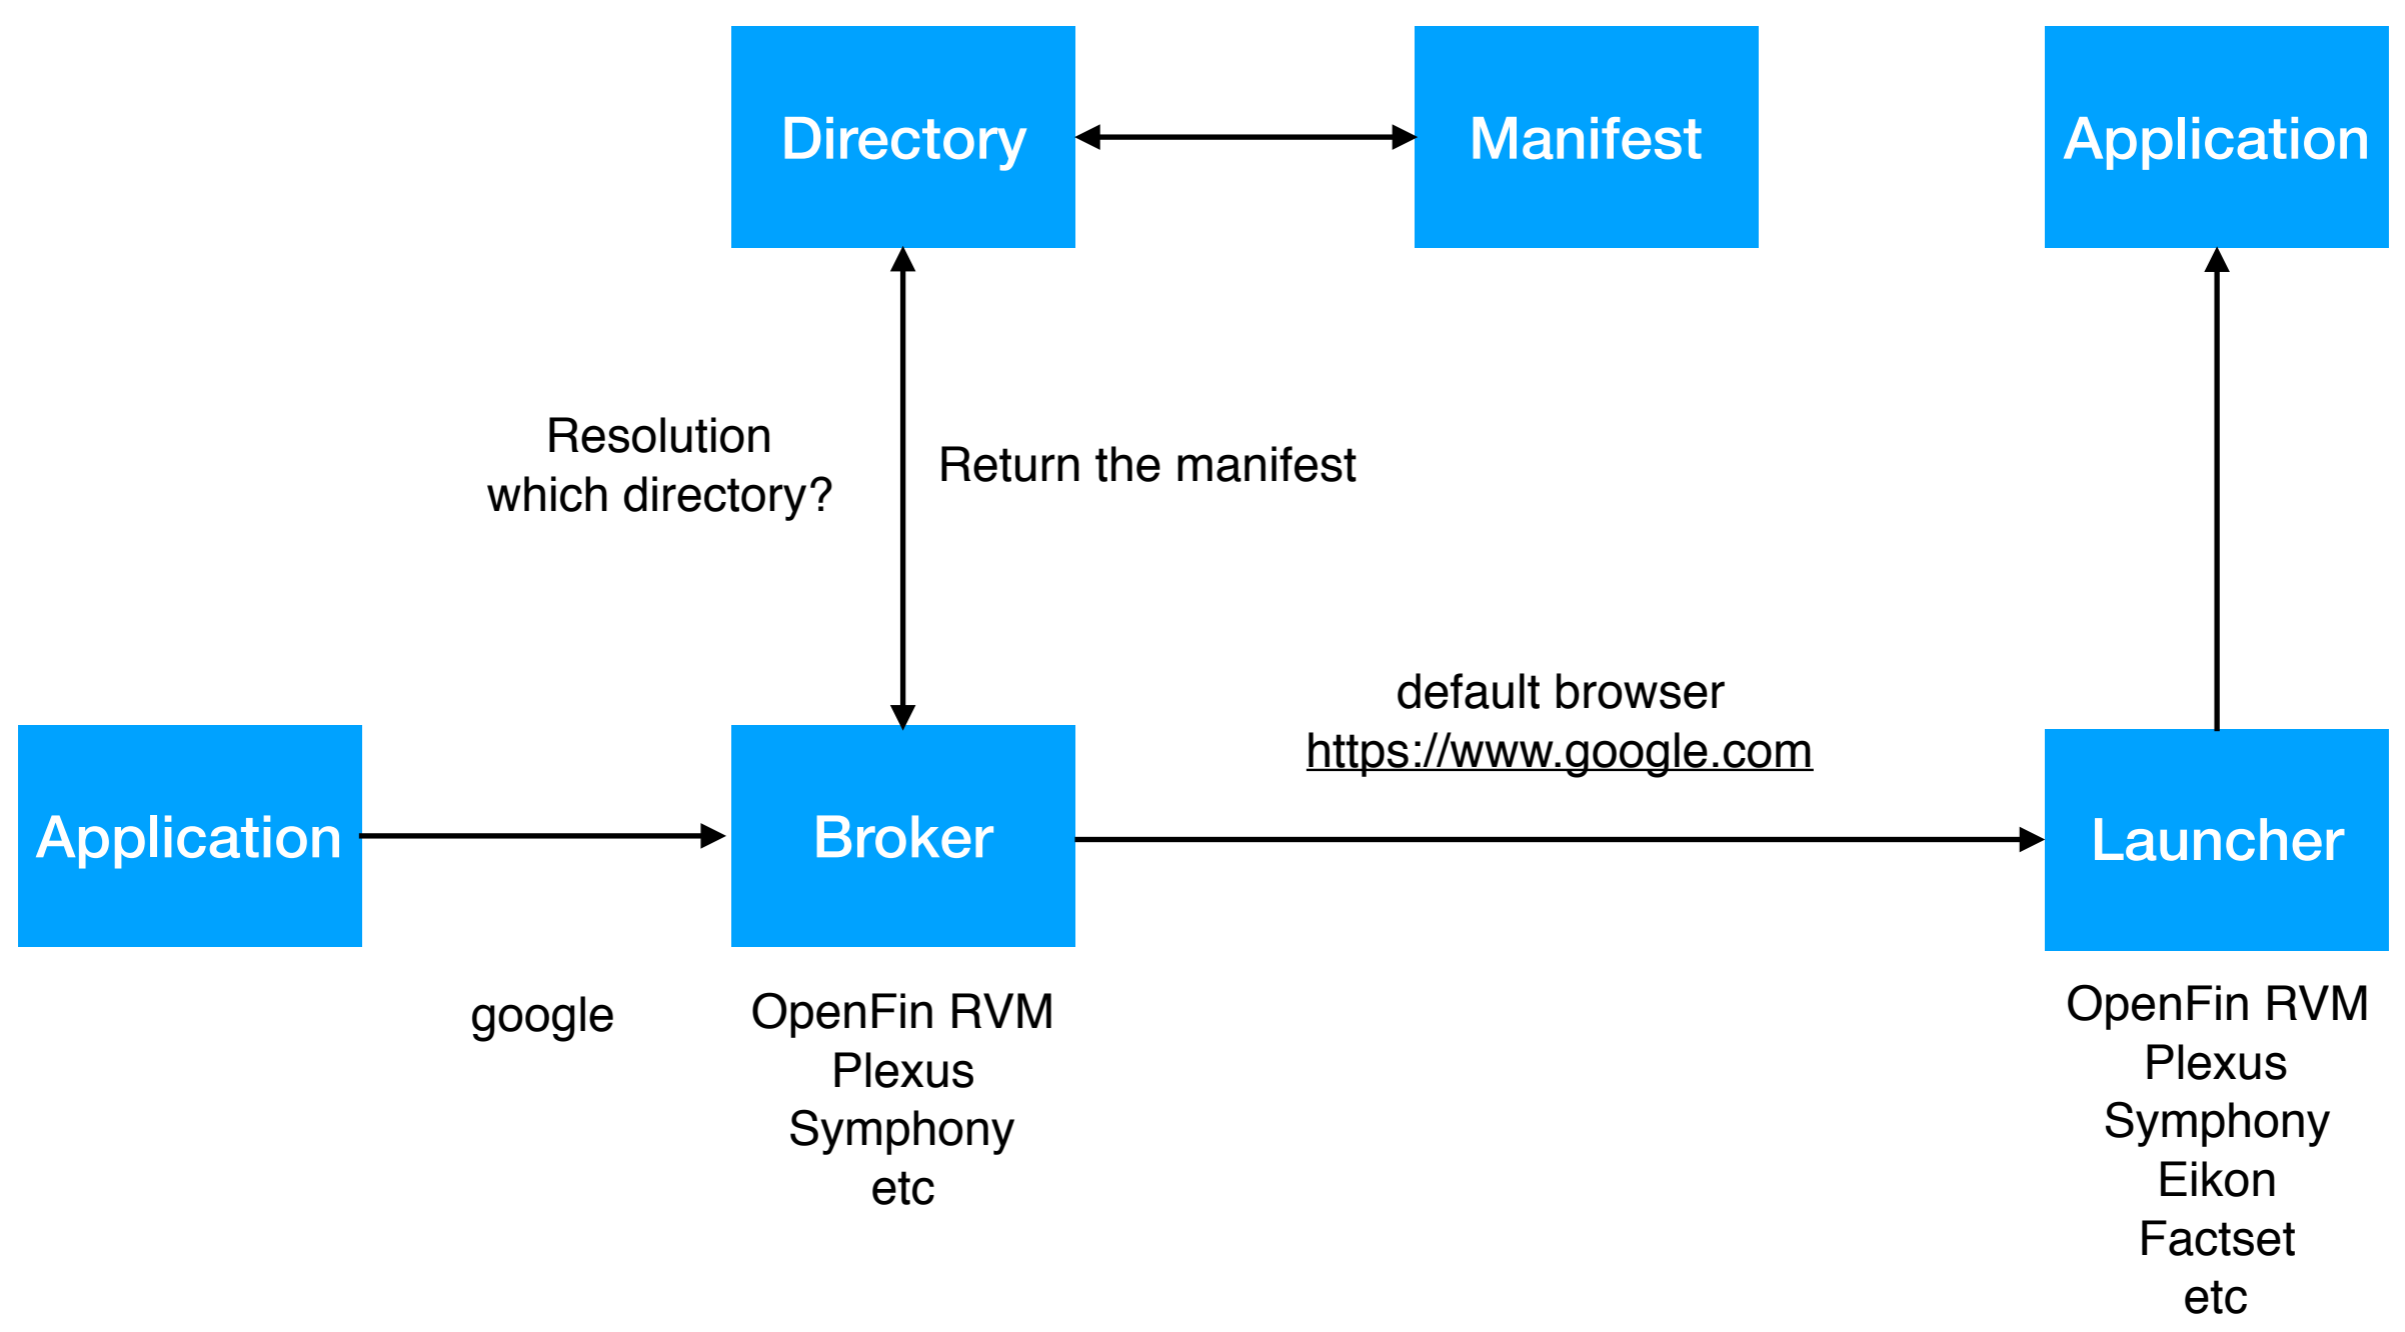 Directory
Manifest
Application
Resolution
which directory?
Return the manifest
default browser
https://www.google.com
Application
Broker
Launcher
google
OpenFin RVM
Plexus
Symphony
etc
OpenFin RVM
Plexus
Symphony
Eikon
Factset
etc